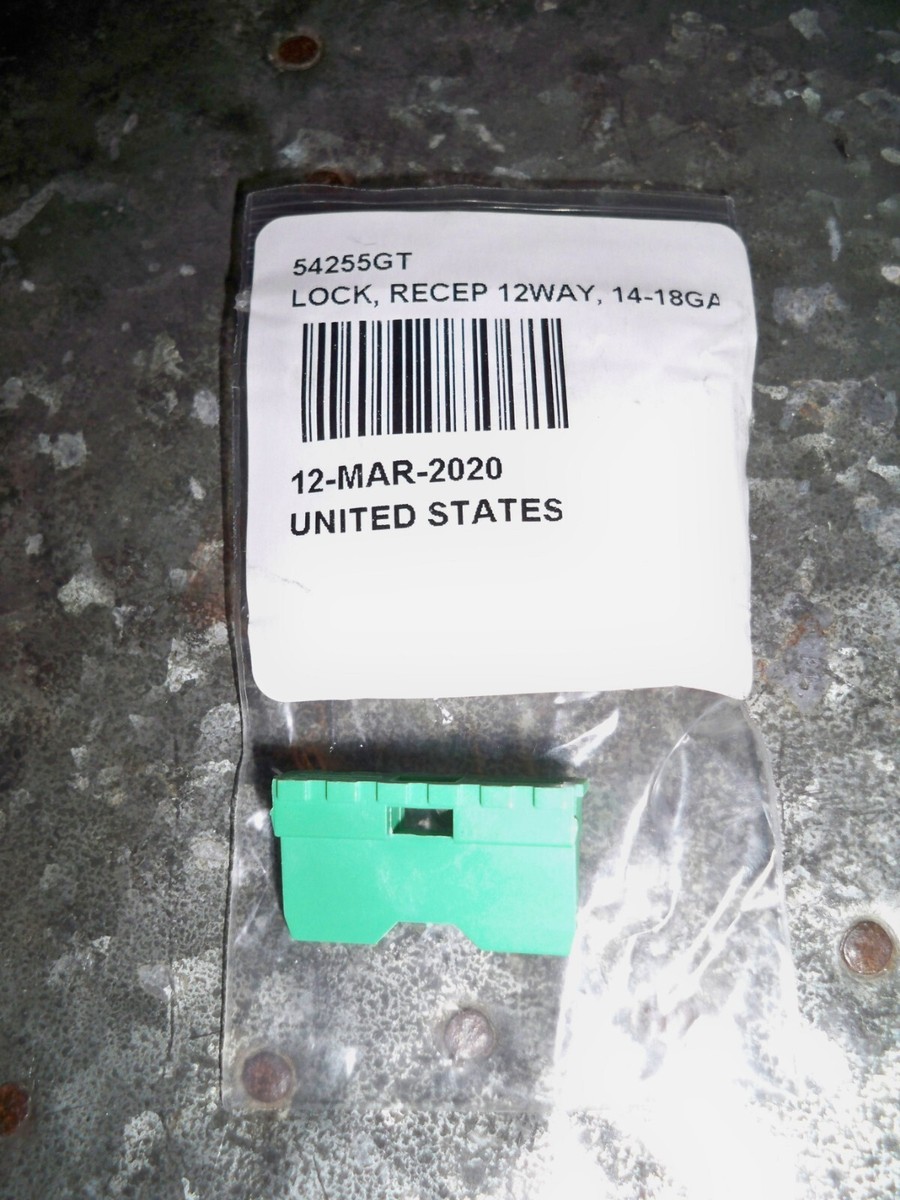 54255GT
LOCK, RECEP 12WAY, 14-18GA
12-MAR-2020
UNITED STATES